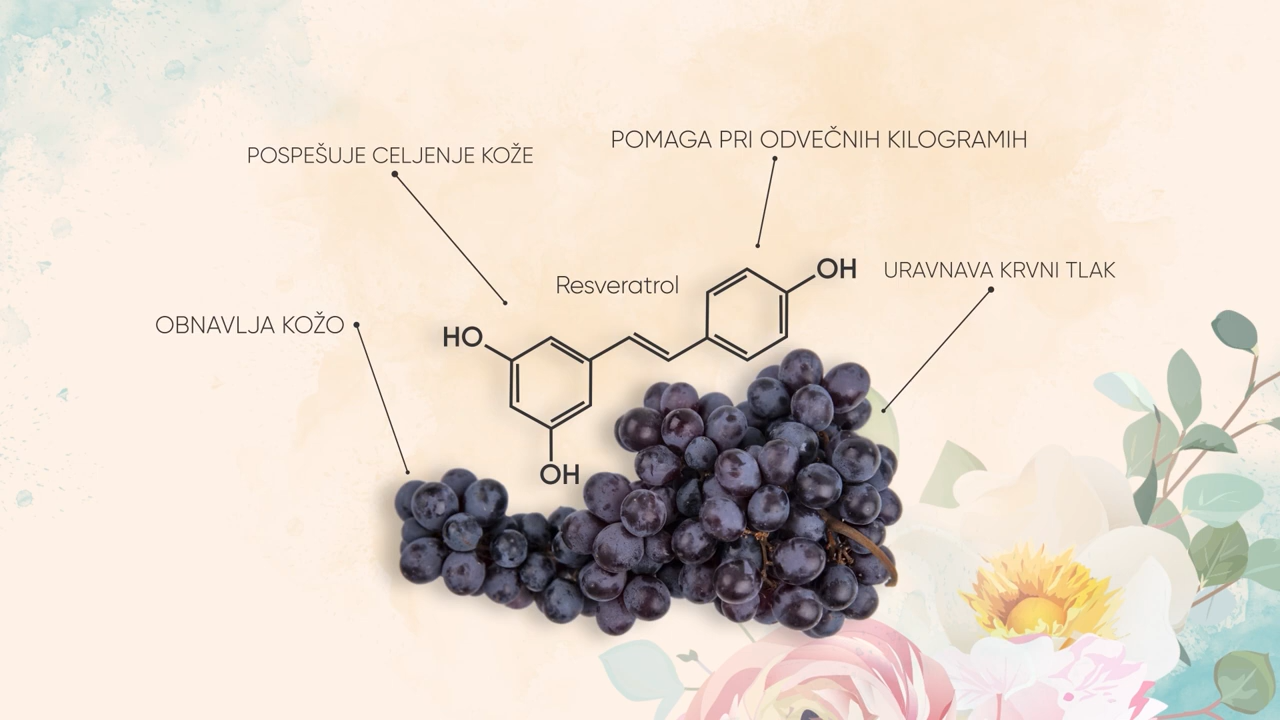 POMAGA PRI ODVEČNIH KILOGRAMIH
POSPEŠUJE CELJENJE KOŽE
URAVNAVA KRVNI TLAK
Resveratrol
OBNAVLJA KOŽO
OH
HO
OH